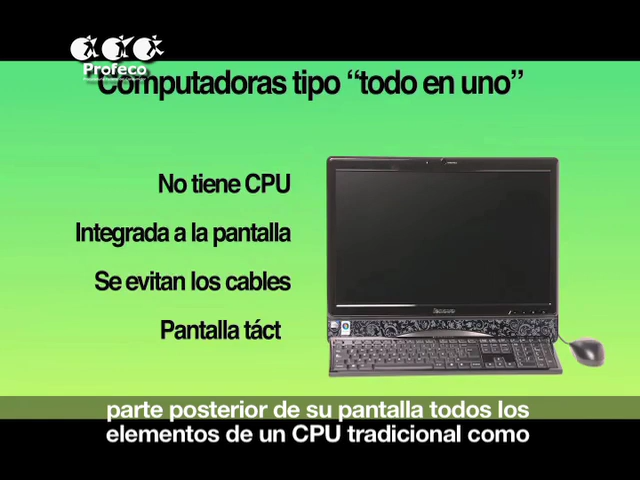 Profeco
Computadoras tipo “todo en uno”
No tiene CPU
Integrada a la pantalla
Se evitan los cables
Pantalla táct
parte posterior de su pantalla todos los
elementos de un CPU tradicional como